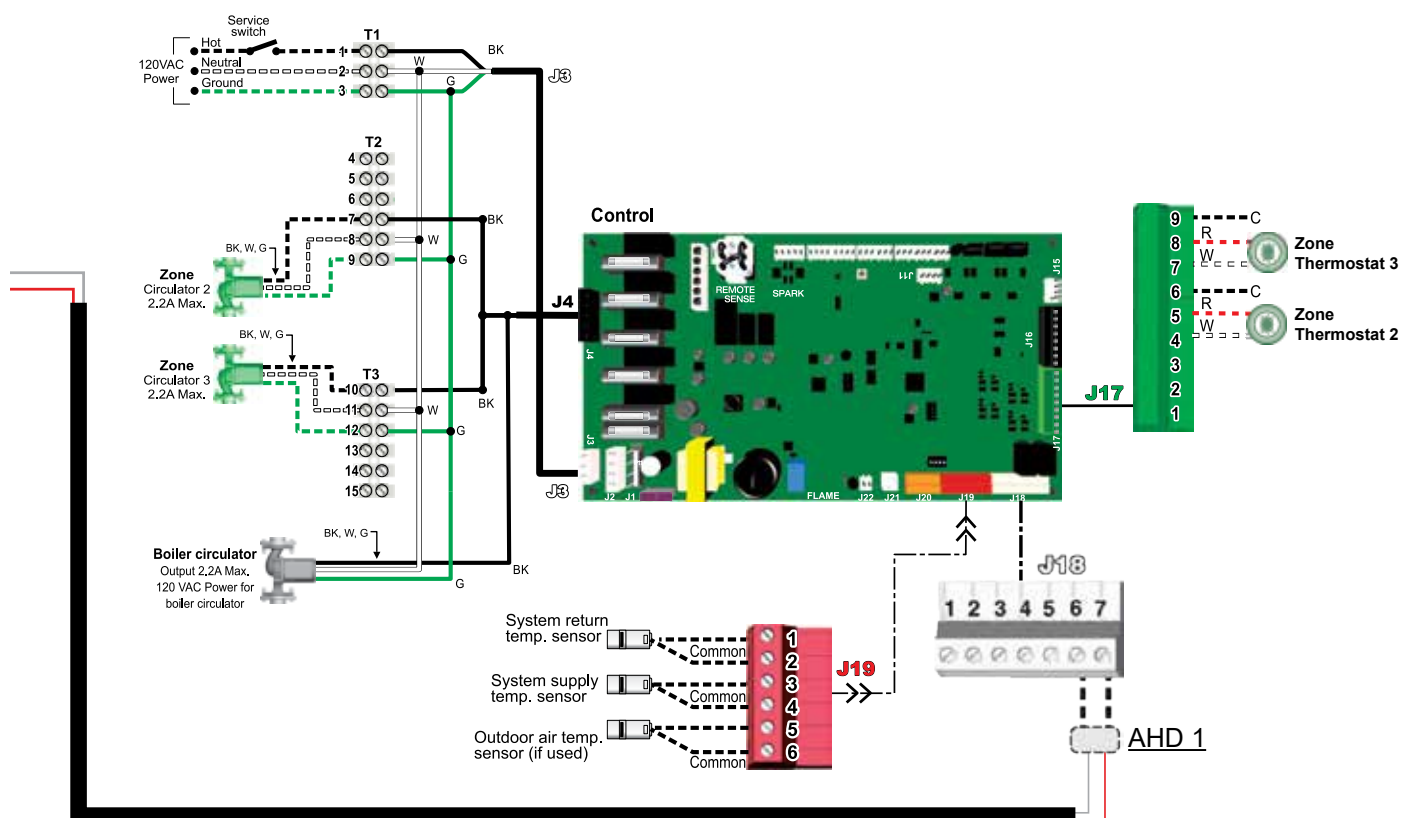 Service
switch
Hot
120VAC
Power
Neutral
Ground
T1
1
2
3
BK
W
G
J3
T2
4
5
6
7
8
9
BK
W
G
BK, W, G
Zone
Circulator 2
2.2A Max.
BK, W, G
Zone
Circulator 3
2.2A Max.
T3
10
11
12
13
14
15
BK
W
G
J4
J3
BK, W, G
Boiler circulator
Output 2.2A Max.
120 VAC Power for
boiler circulator
BK
G
Control
REMOTE
SENSE
SPARK
J11
J15
J16
J17
J4
J3
J2
J1
FLAME
J22
J21
J20
J19
J18
J17
9
8
7
6
5
4
3
2
1
C
R
W
Zone
Thermostat 3
C
R
W
Zone
Thermostat 2
J18
1 2 3 4 5 6 7
AHD 1
System return
temp. sensor
Common
System supply
temp. sensor
Common
Outdoor air temp.
sensor (if used)
Common
1
2
3
4
5
6
J19